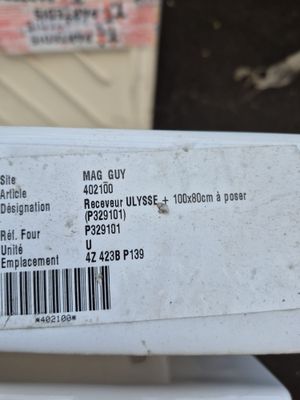 Site MAG GUY
Article 402100
Désignation Receveur ULYSSE + 100x80cm à poser
(P329101)
Réf. Four P329101
Unité U
Emplacement 4Z 423B P139
*402100*